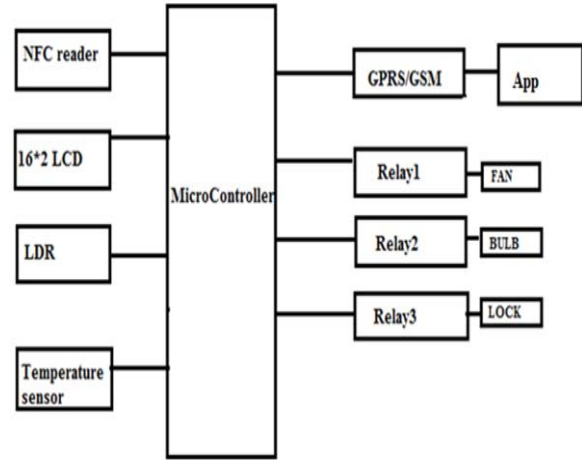 NFC reader
16*2 LCD
LDR
Temperature
sensor
MicroController
GPRS/GSM
App
Relay1
FAN
Relay2
BULB
Relay3
LOCK